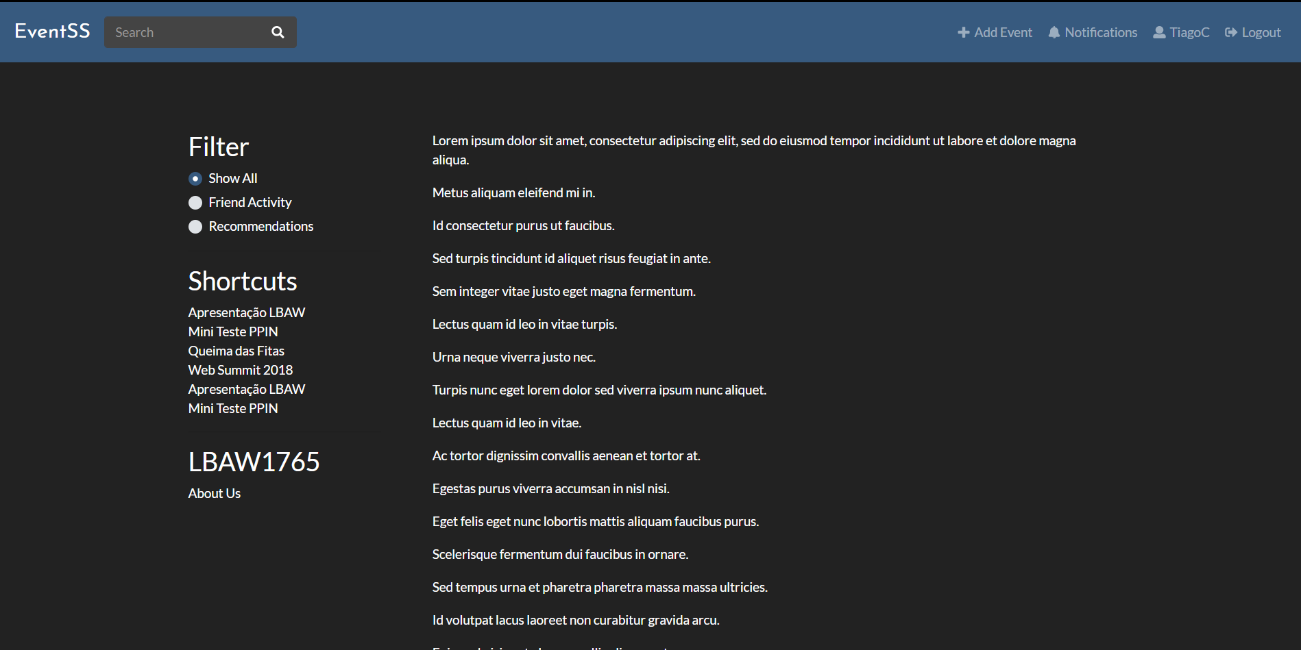 EventSS
Search
Add Event
Notifications
TiagoC
Logout
Filter
Show All
Friend Activity
Recommendations
Shortcuts
Apresentação LBAW
Mini Teste PPIN
Queima das Fitas
Web Summit 2018
Apresentação LBAW
Mini Teste PPIN
LBAW1765
About Us
Lorem ipsum dolor sit amet, consectetur adipiscing elit, sed do eiusmod tempor incididunt ut labore et dolore magna
aliqua.
Metus aliquam eleifend mi in.
Id consectetur purus ut faucibus.
Sed turpis tincidunt id aliquet risus feugiat in ante.
Sem integer vitae justo eget magna fermentum.
Lectus quam id leo in vitae turpis.
Urna neque viverra justo nec.
Turpis nunc eget lorem dolor sed viverra ipsum nunc aliquet.
Lectus quam id leo in vitae.
Ac tortor dignissim convallis aenean et tortor at.
Egestas purus viverra accumsan in nisl nisi.
Eget felis eget nunc lobortis mattis aliquam faucibus purus.
Scelerisque fermentum dui faucibus in ornare.
Sed tempus urna et pharetra pharetra massa massa ultricies.
Id volutpat lacus laoreet non curabitur gravida arcu.